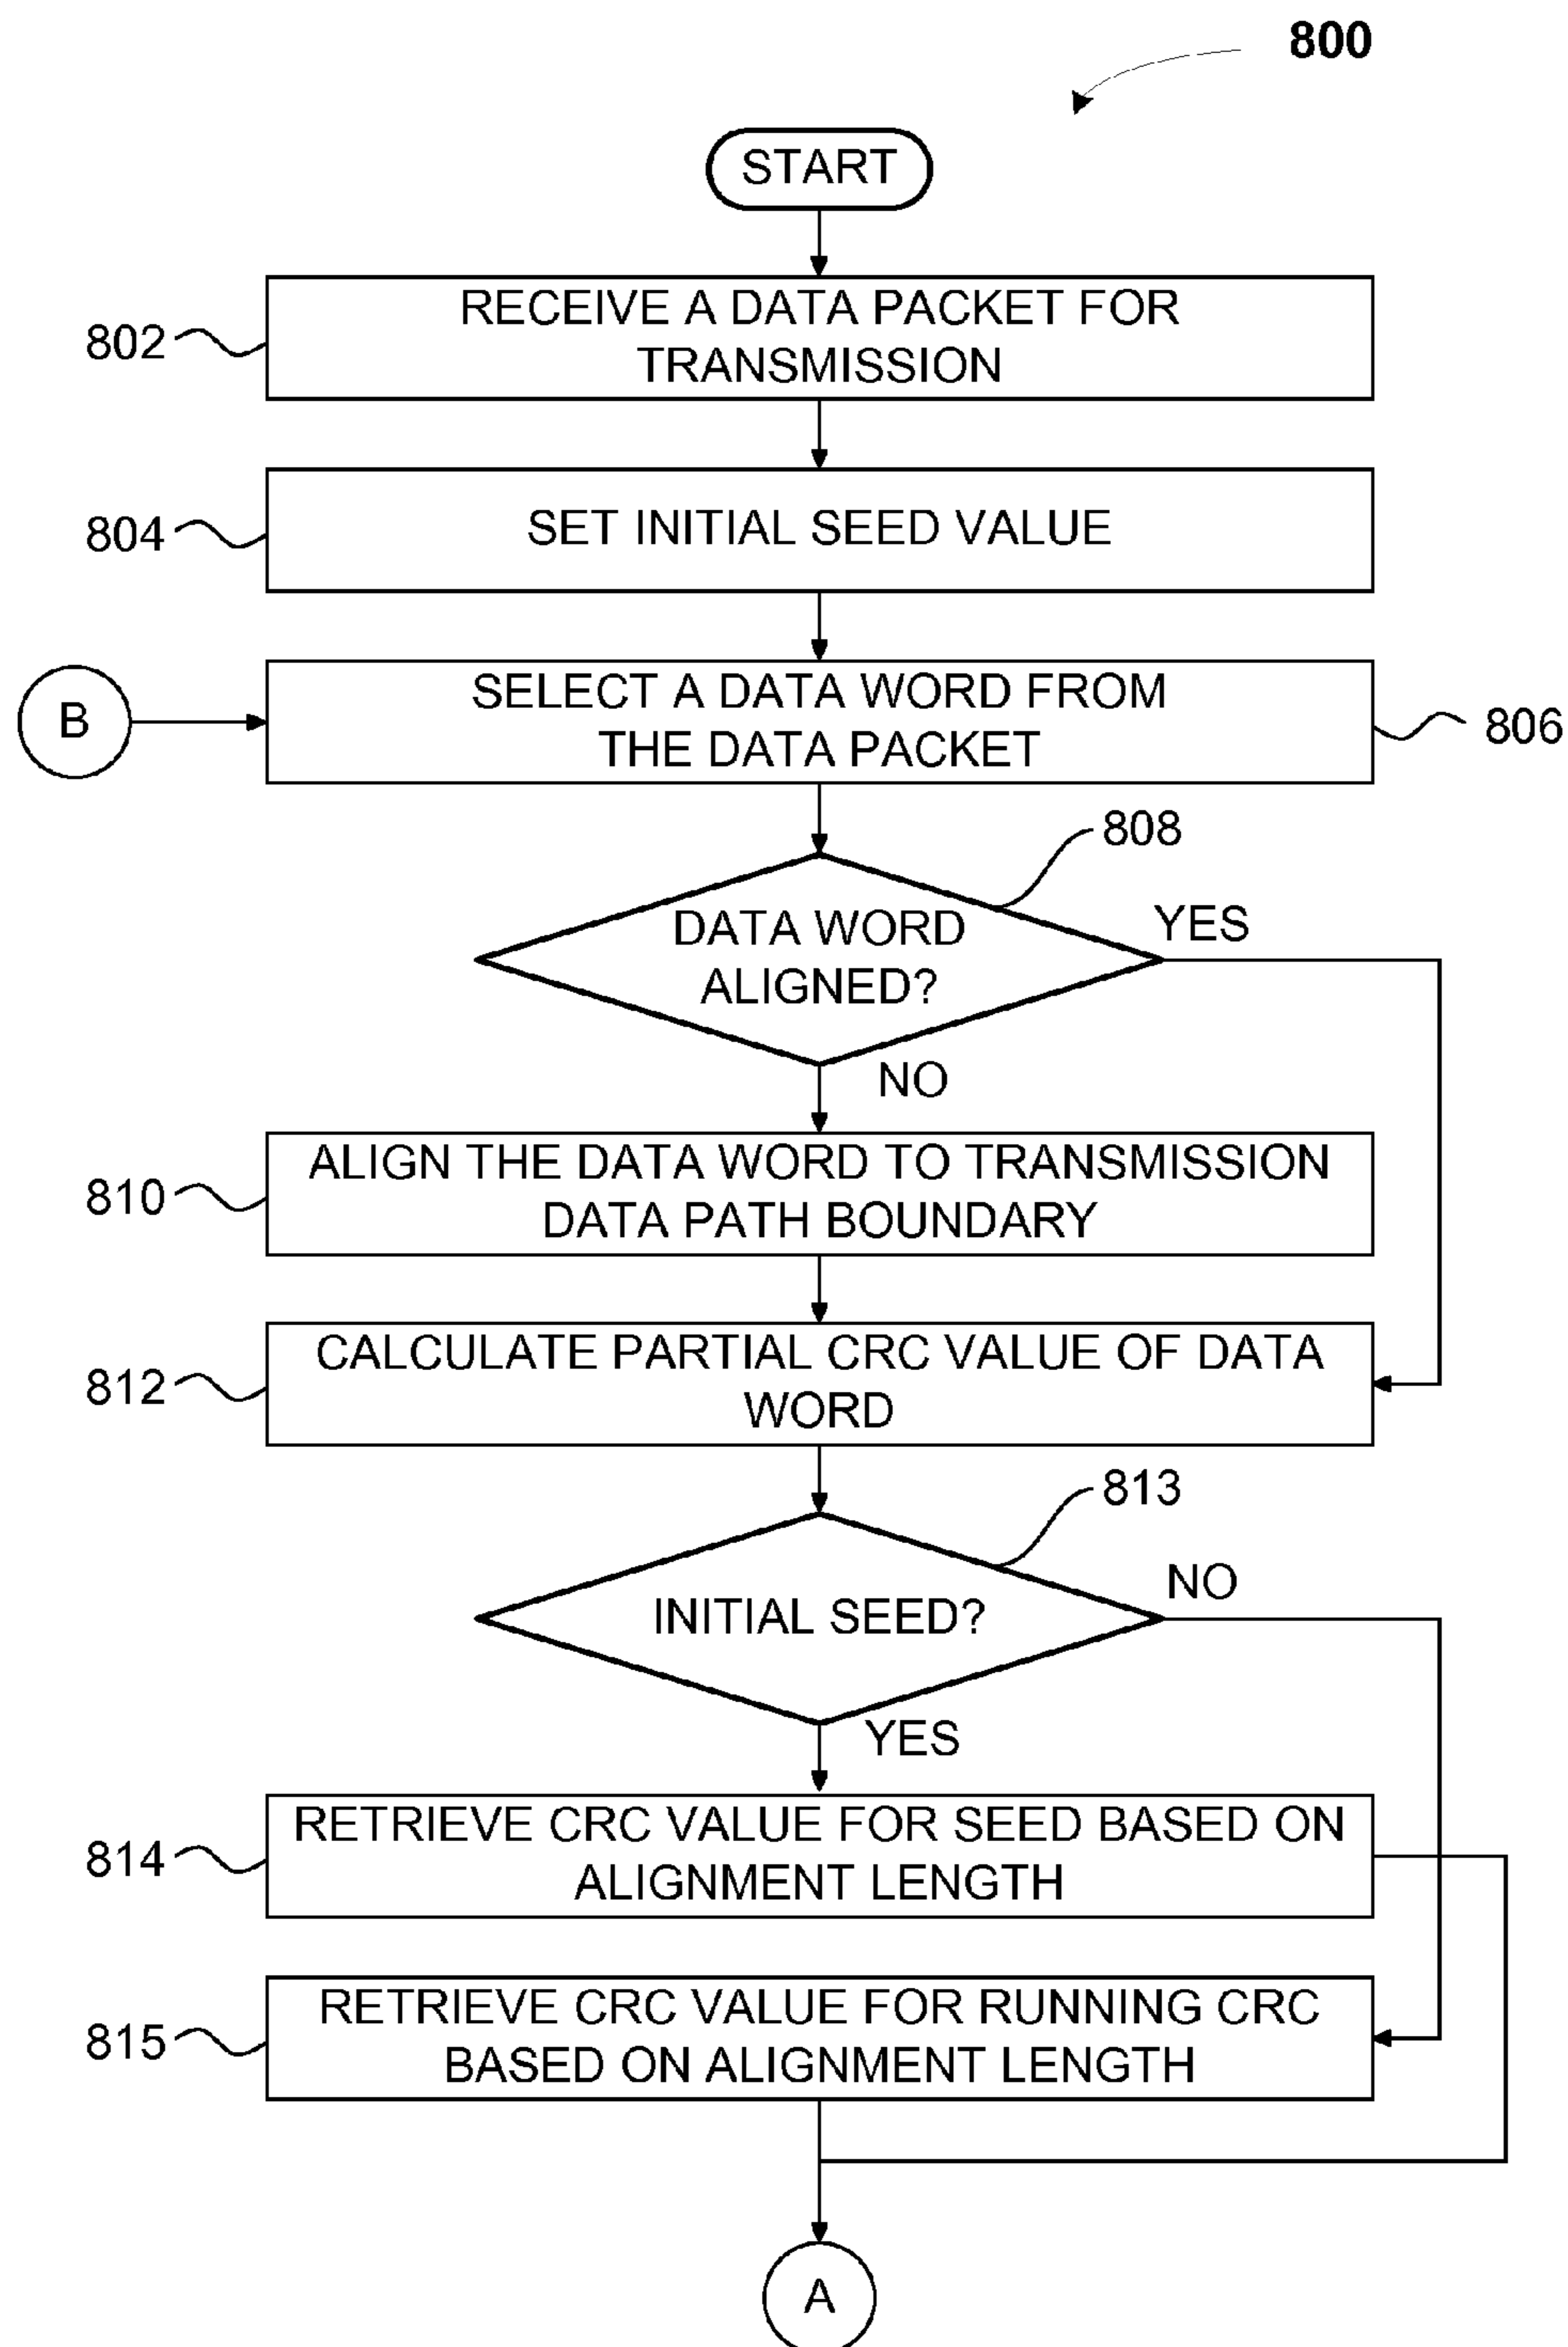 800
START
802
RECEIVE A DATA PACKET FOR
TRANSMISSION
804
SET INITIAL SEED VALUE
B
SELECT A DATA WORD FROM
THE DATA PACKET
806
808
DATA WORD
ALIGNED?
YES
NO
810
ALIGN THE DATA WORD TO TRANSMISSION
DATA PATH BOUNDARY
812
CALCULATE PARTIAL CRC VALUE OF DATA
WORD
813
INITIAL SEED?
NO
YES
814
RETRIEVE CRC VALUE FOR SEED BASED ON
ALIGNMENT LENGTH
815
RETRIEVE CRC VALUE FOR RUNNING CRC
BASED ON ALIGNMENT LENGTH
A